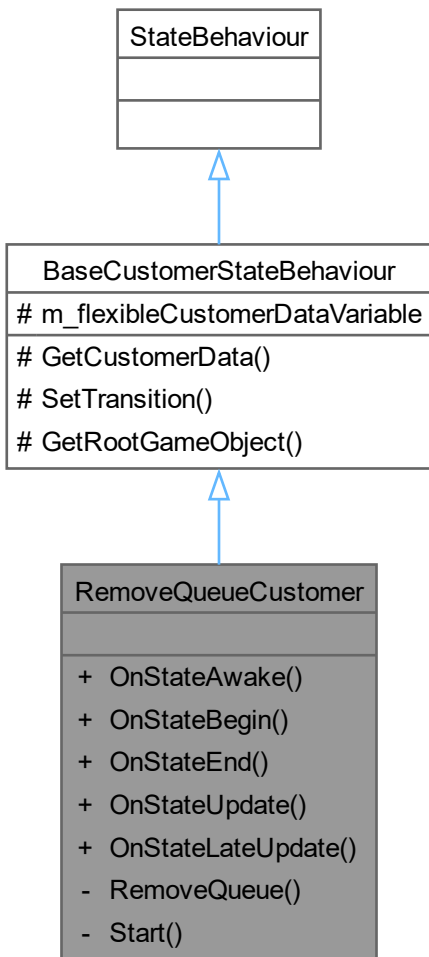 StateBehaviour
BaseCustomerStateBehaviour
# m_flexibleCustomerDataVariable
# GetCustomerData()
# SetTransition()
# GetRootGameObject()
RemoveQueueCustomer
+ OnStateAwake()
+ OnStateBegin()
+ OnStateEnd()
+ OnStateUpdate()
+ OnStateLateUpdate()
- RemoveQueue()
- Start()